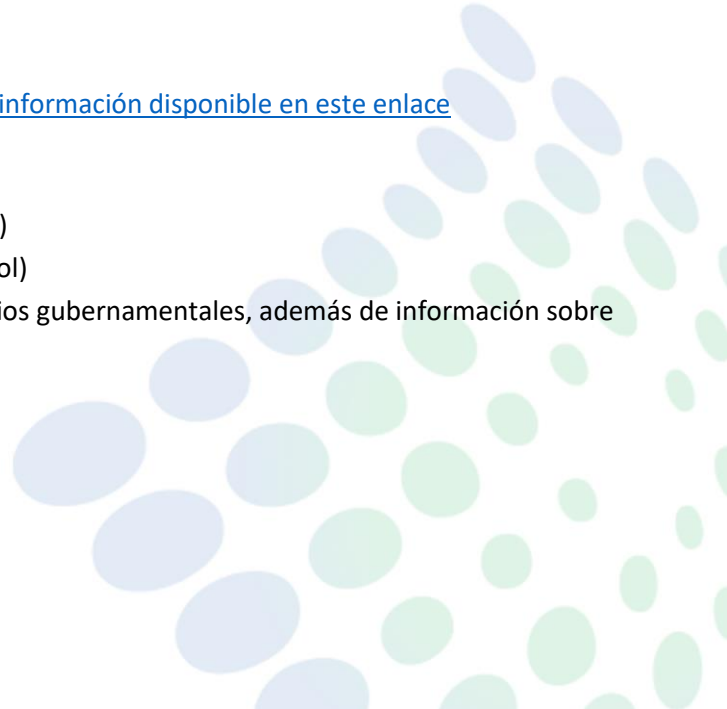 información disponible en este enlace
)
ol)
ios gubernamentales, además de información sobre